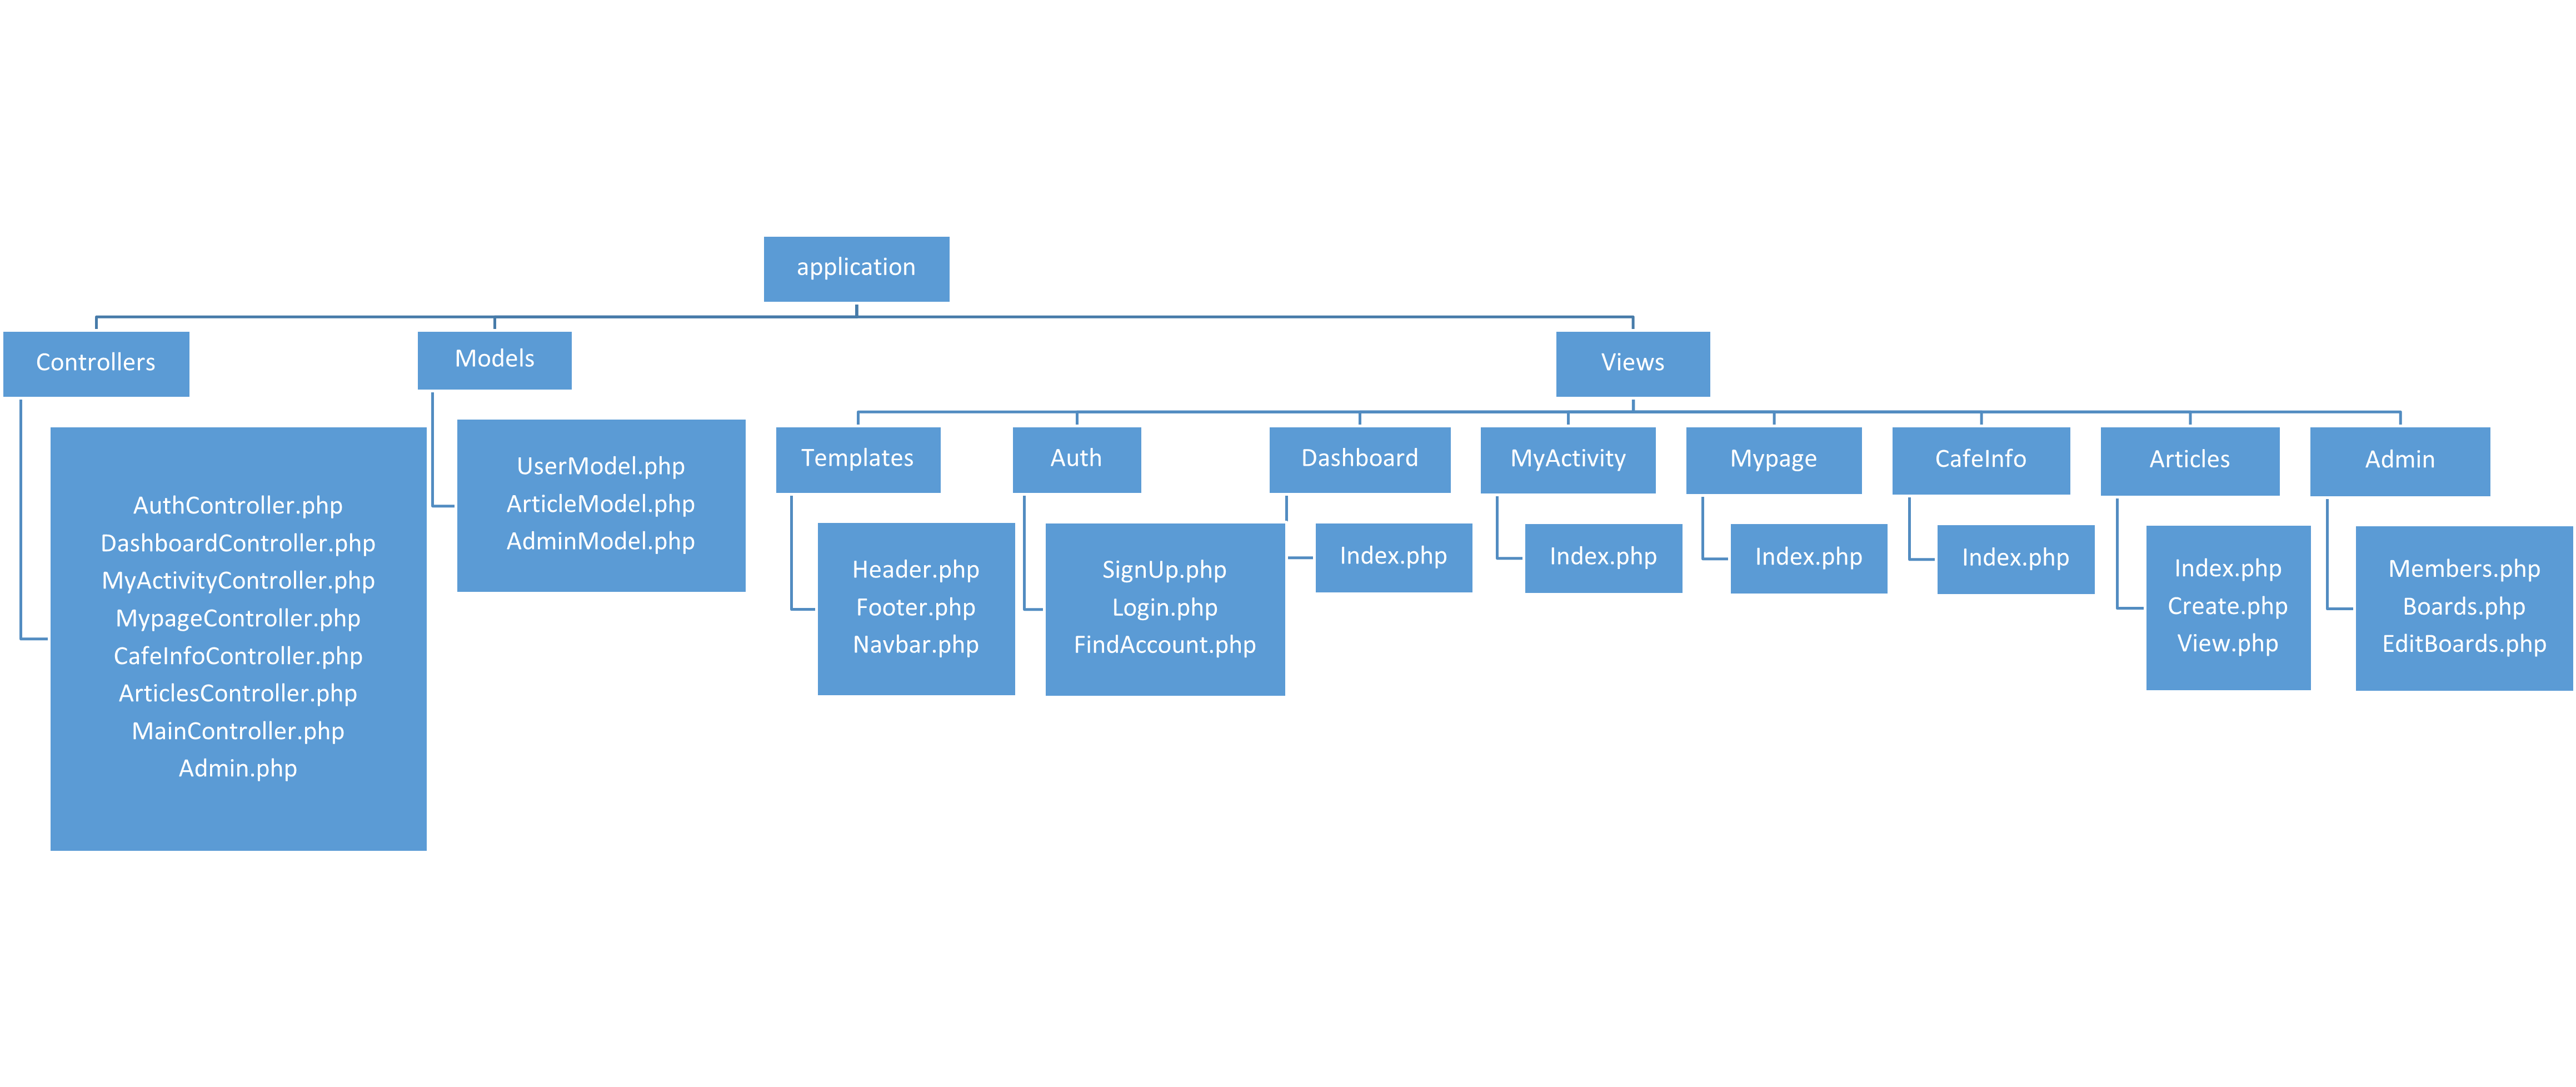 application
Controllers
Models
Views
AuthController.php
DashboardController.php
MyActivityController.php
MypageController.php
CafeInfoController.php
ArticlesController.php
MainController.php
Admin.php
UserModel.php
ArticleModel.php
AdminModel.php
Templates
Auth
Dashboard
MyActivity
Mypage
CafeInfo
Articles
Admin
Header.php
Footer.php
Navbar.php
SignUp.php
Login.php
FindAccount.php
Index.php
Index.php
Index.php
Index.php
Index.php
Create.php
View.php
Members.php
Boards.php
EditBoards.php